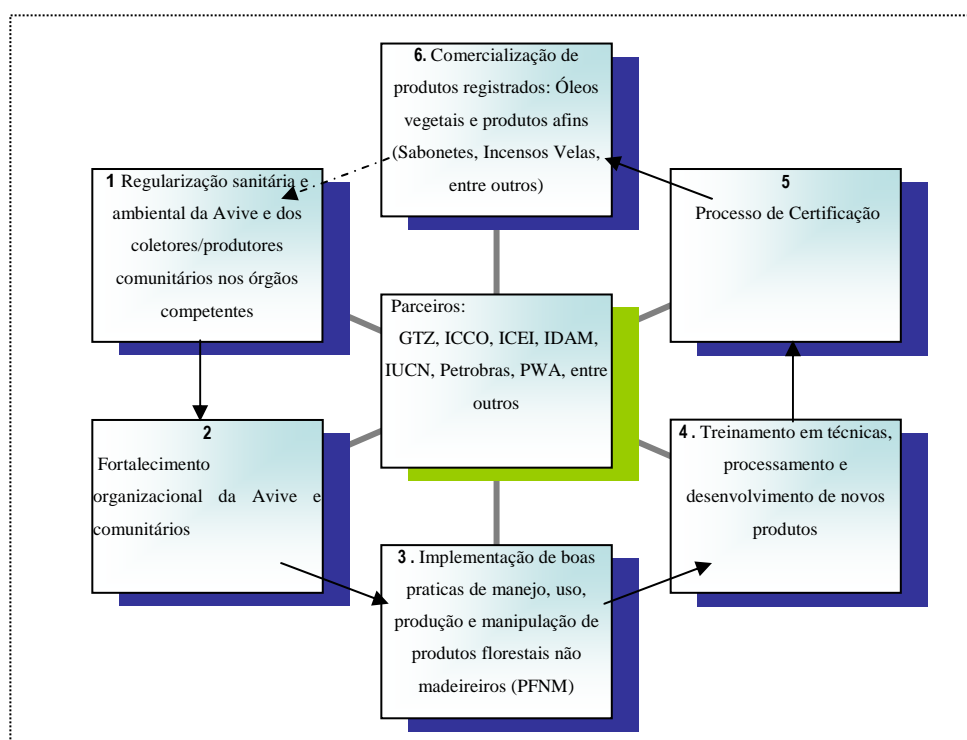 6. Comercialização de
produtos registrados: Óleos
vegetais e produtos afins
(Sabonetes, Incensos Velas,
entre outros)
1 Regularização sanitária e
ambiental da Avive e dos
coletores/produtores
comunitários nos órgãos
competentes
5
Processo de Certificação
Parceiros:
GTZ, ICCO, ICEI, IDAM,
IUCN, Petrobras, PWA, entre
outros
2
Fortalecimento
organizacional da Avive e
comunitários
4 . Treinamento em técnicas,
processamento e
desenvolvimento de novos
produtos
3 . Implementação de boas
praticas de manejo, uso,
produção e manipulação de
produtos florestais não
madeireiros (PFNM)